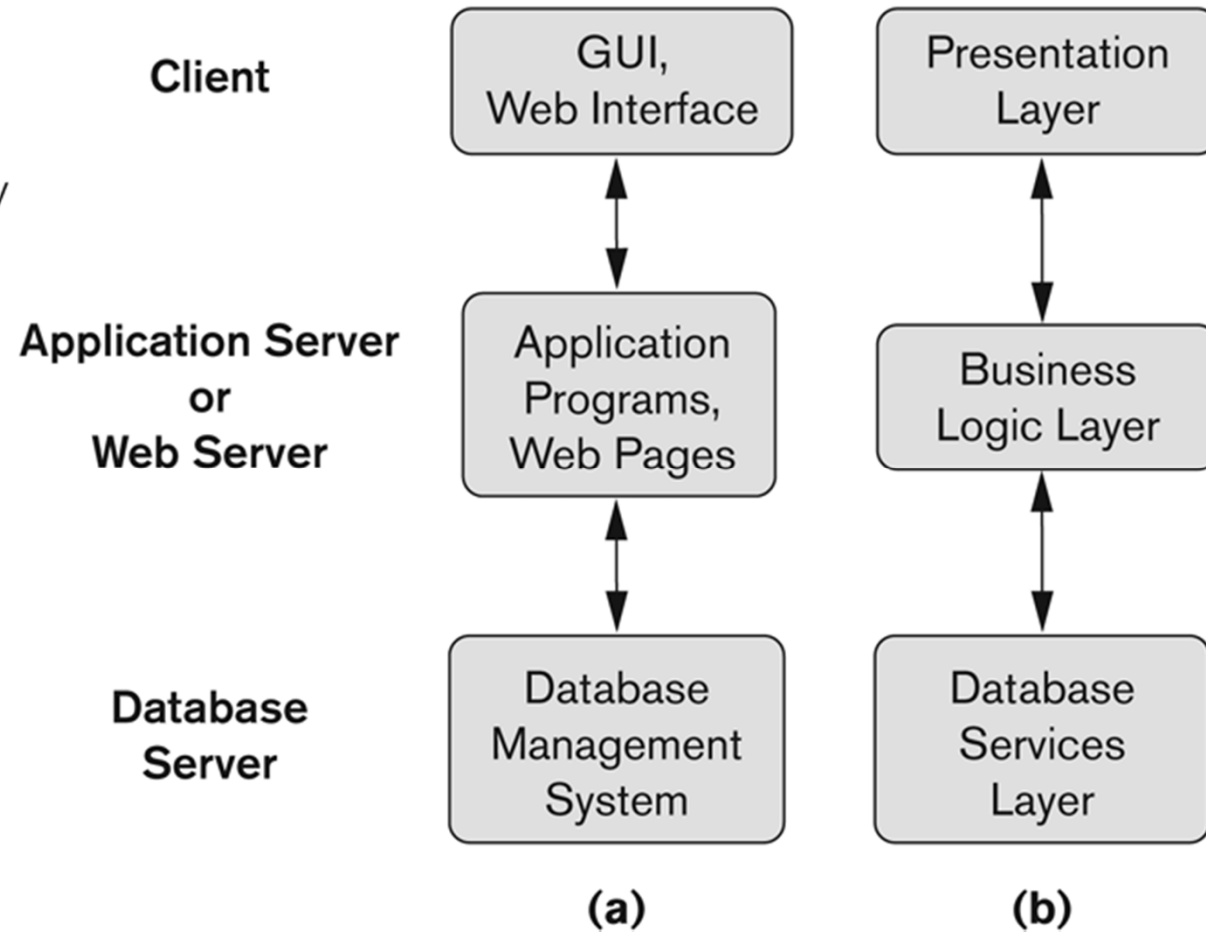 Client
GUI,
Web Interface
Presentation
Layer
Application Server
or
Web Server
Application
Programs,
Web Pages
Business
Logic Layer
Database
Server
Database
Management
System
Database
Services
Layer
(a)
(b)